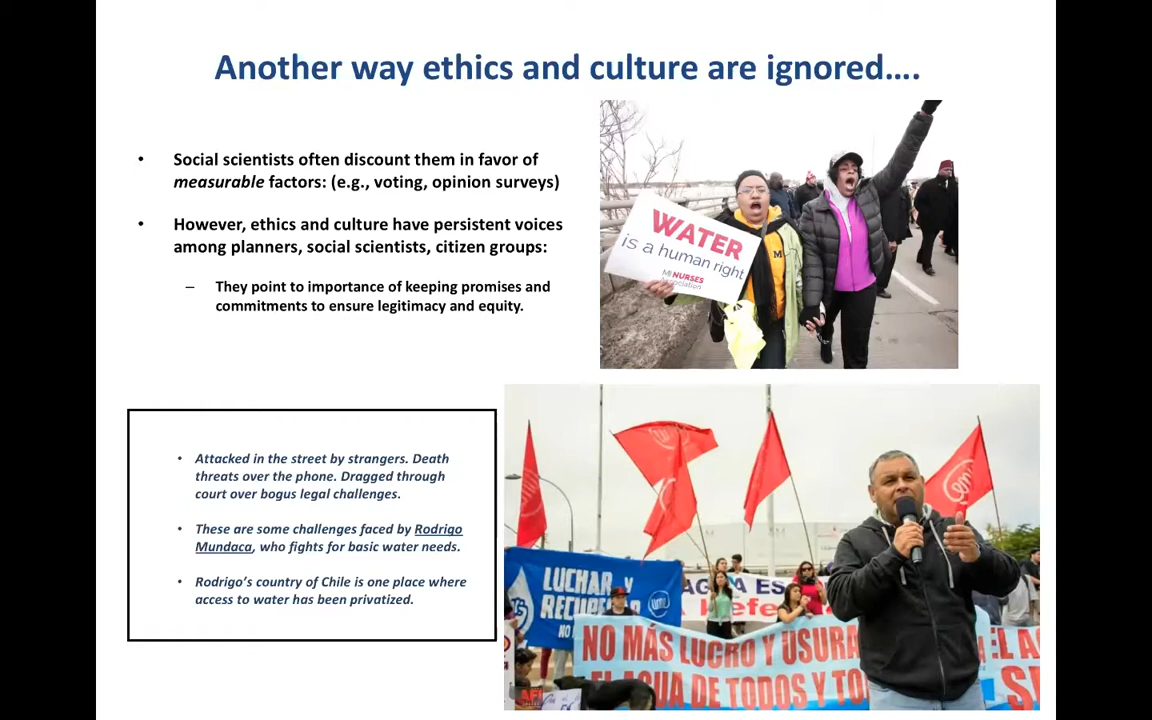 Another way ethics and culture are ignored….
• Social scientists often discount them in favor of
measurable factors: (e.g., voting, opinion surveys)
• However, ethics and culture have persistent voices
among planners, social scientists, citizen groups:
– They point to importance of keeping promises and
commitments to ensure legitimacy and equity.
WATER
is a human right
MI NURSES
Association
M
• Attacked in the street by strangers. Death
threats over the phone. Dragged through
court over bogus legal challenges.
• These are some challenges faced by Rodrigo
Mundaca, who fights for basic water needs.
• Rodrigo’s country of Chile is one place where
access to water has been privatized.
LUCHAR Y
NO
NO MÁS LUCRO Y USURA
AGUA DE TODOS Y TO